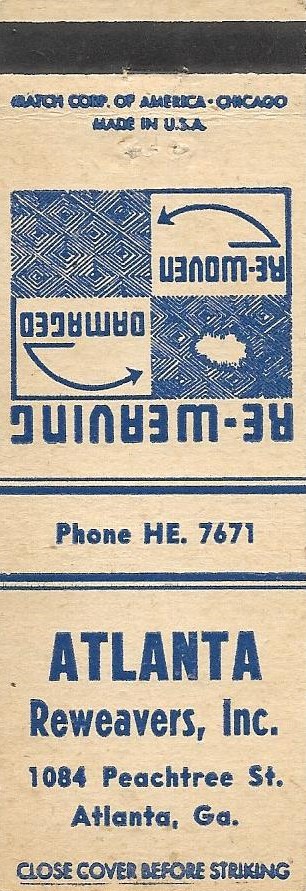 MATCH CORP. OF AMERICA · CHICAGO
MADE IN U.S.A.
RE-WEAVING
DAMAGED
RE-WOVEN
Phone HE. 7671
ATLANTA
Reweavers, Inc.
1084 Peachtree St.
Atlanta, Ga.
CLOSE COVER BEFORE STRIKING